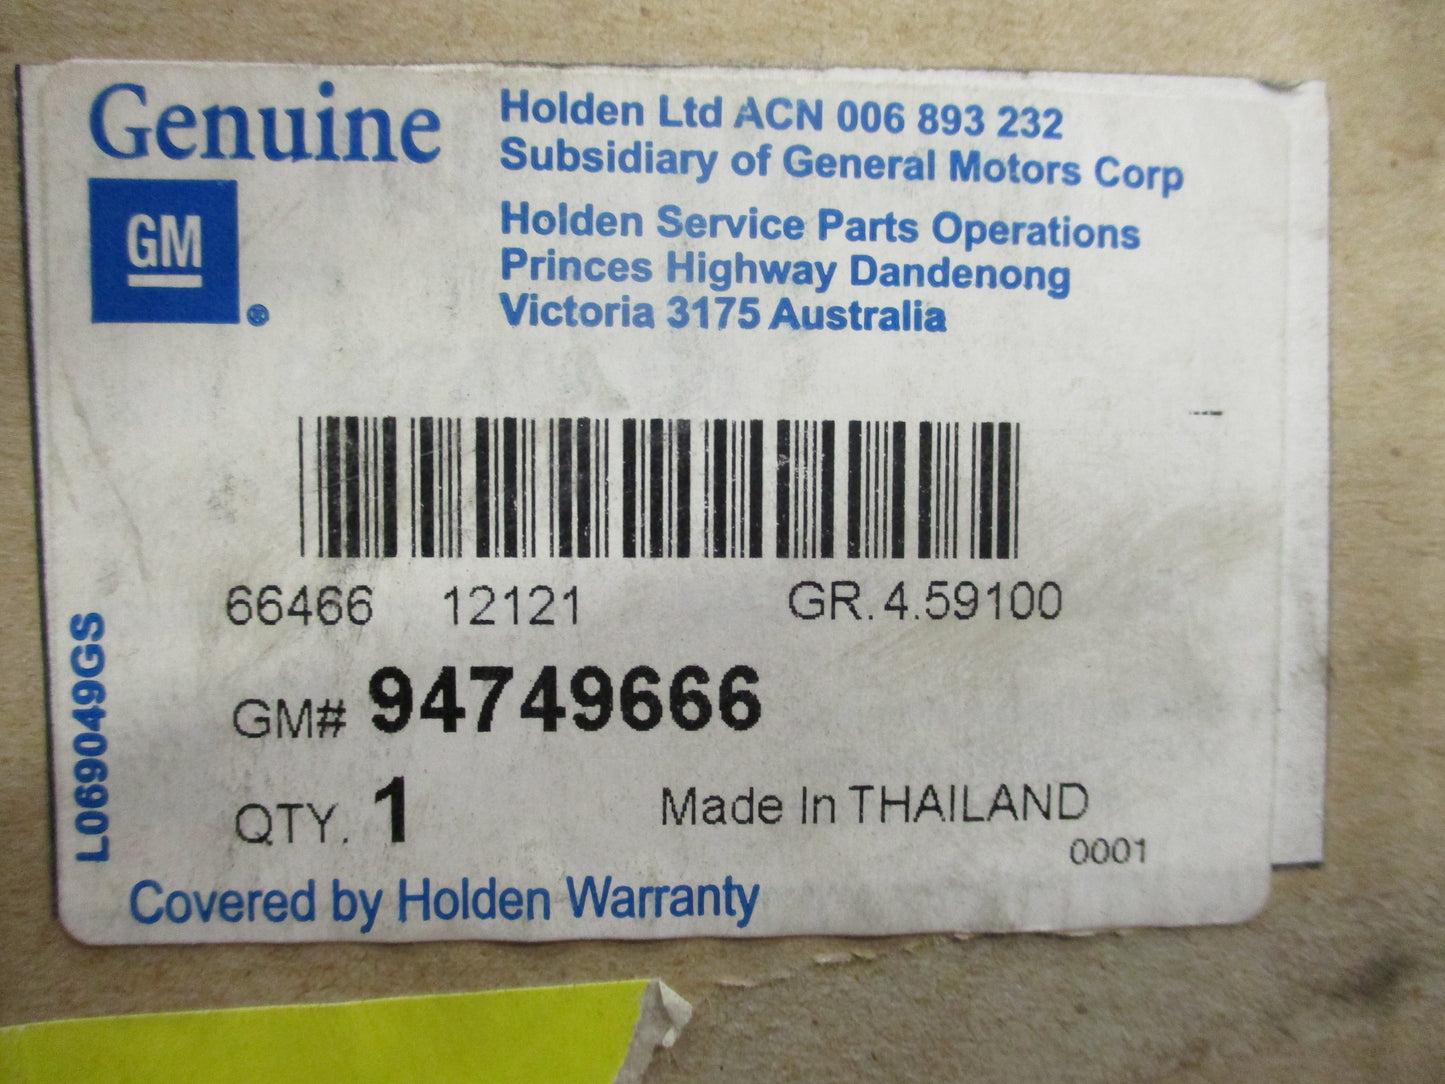 Genuine
GM
®
Holden Ltd ACN 006 893 232
Subsidiary of General Motors Corp
Holden Service Parts Operations
Princes Highway Dandenong
Victoria 3175 Australia
66466 12121 GR.4.59100
GM# 94749666
QTY. 1 Made In THAILAND
0001
L069049GS
Covered by Holden Warranty